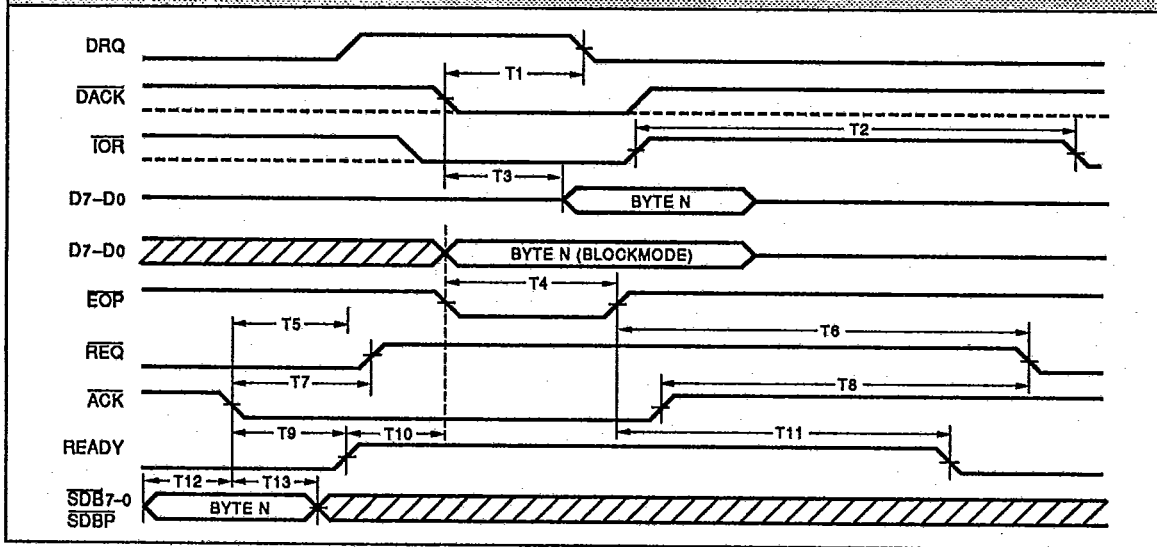 DRQ
T1
DACK
T2
IOR
T3
D7-D0
BYTE N
D7-D0
BYTE N (BLOCKMODE)
T4
EOP
T5
T6
REQ
T7
T8
ACK
T9
T10
T11
READY
T12
T13
SDB7-0
BYTE N
SDBP